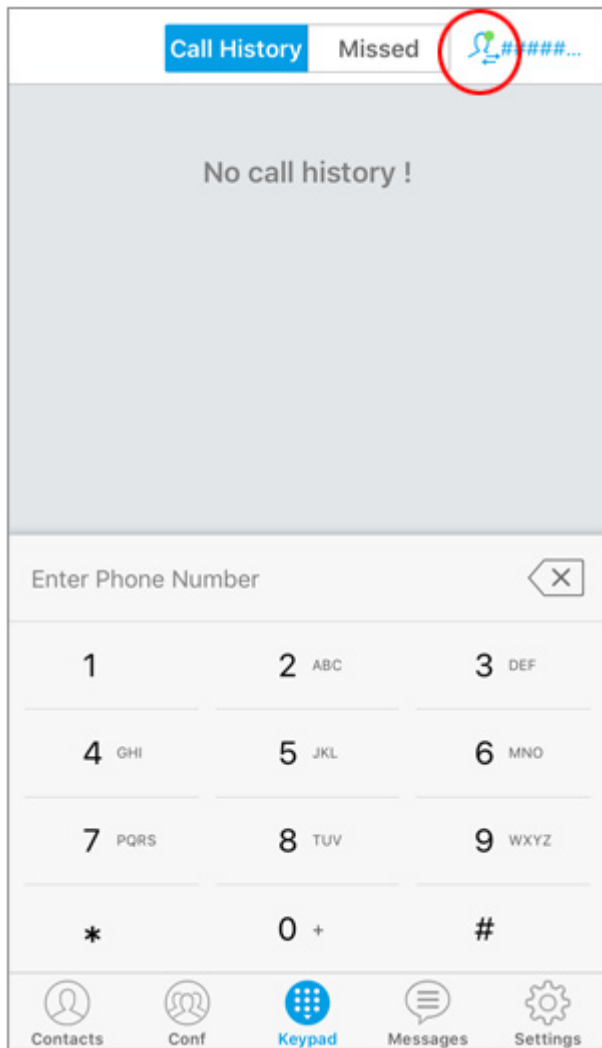 Call History Missed #####...
No call history !
Enter Phone Number
1 2 ABC 3 DEF
4 GHI 5 JKL 6 MNO
7 PQRS 8 TUV 9 WXYZ
* 0 + #
Contacts Conf Keypad Messages Settings